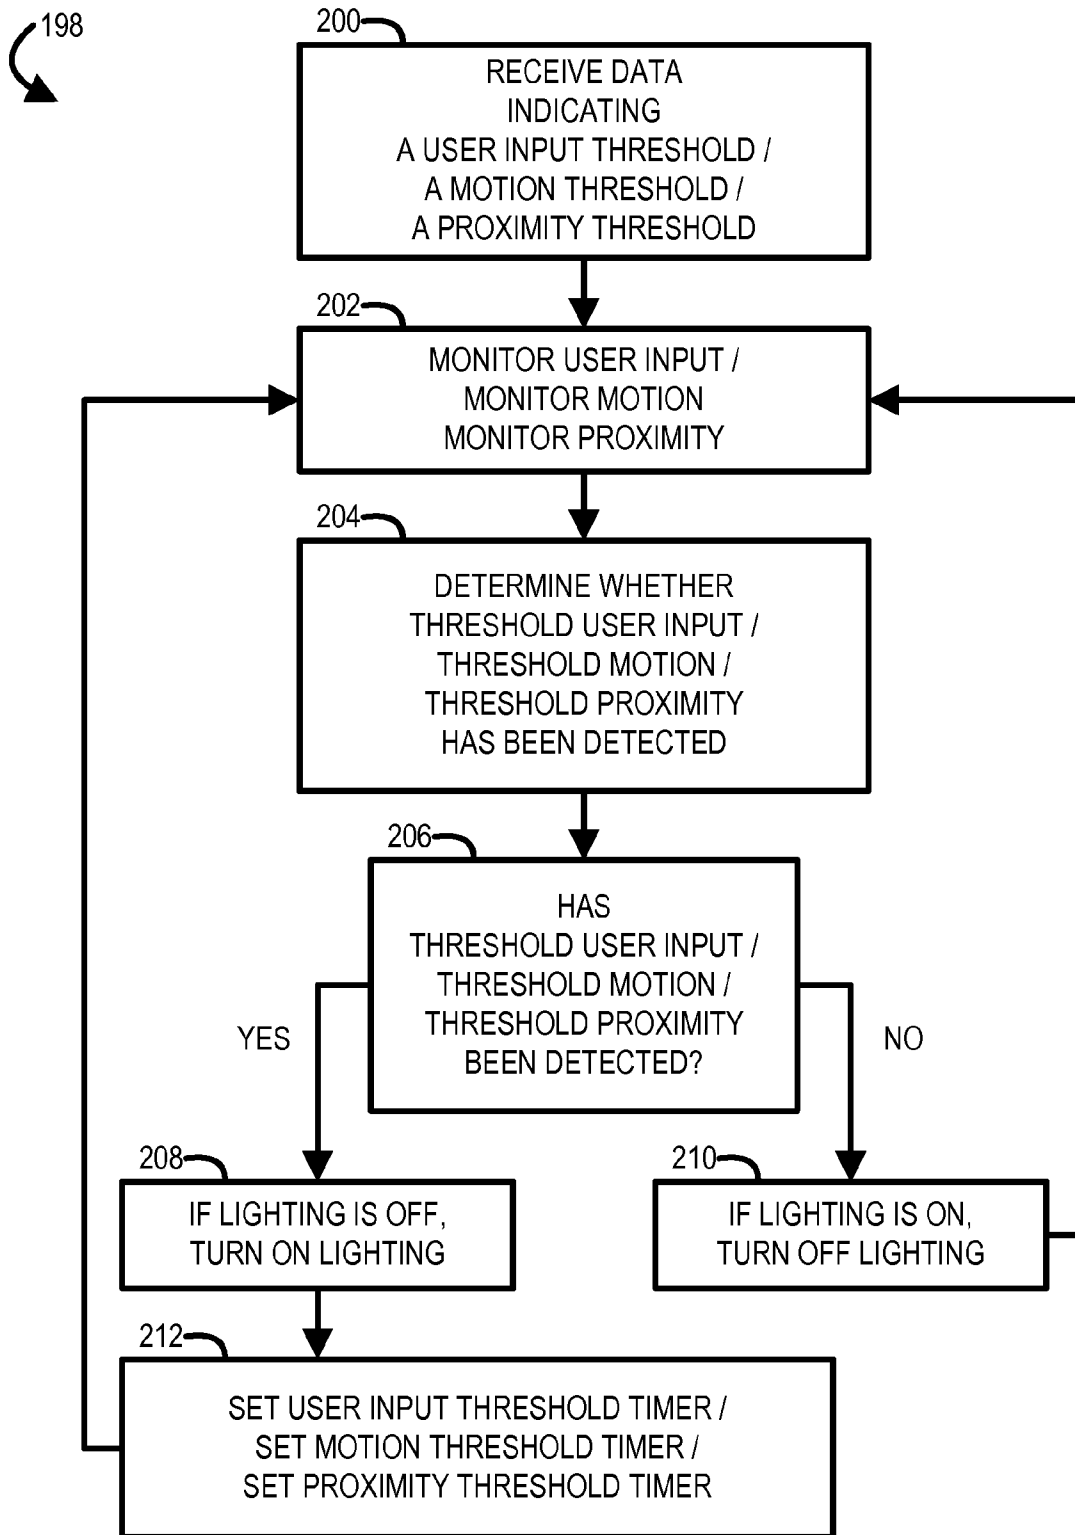 198
200
RECEIVE DATA
INDICATING
A USER INPUT THRESHOLD /
A MOTION THRESHOLD /
A PROXIMITY THRESHOLD
202
MONITOR USER INPUT /
MONITOR MOTION
MONITOR PROXIMITY
204
DETERMINE WHETHER
THRESHOLD USER INPUT /
THRESHOLD MOTION /
THRESHOLD PROXIMITY
HAS BEEN DETECTED
206
HAS
THRESHOLD USER INPUT /
THRESHOLD MOTION /
THRESHOLD PROXIMITY
BEEN DETECTED?
YES
NO
208
IF LIGHTING IS OFF,
TURN ON LIGHTING
210
IF LIGHTING IS ON,
TURN OFF LIGHTING
212
SET USER INPUT THRESHOLD TIMER /
SET MOTION THRESHOLD TIMER /
SET PROXIMITY THRESHOLD TIMER